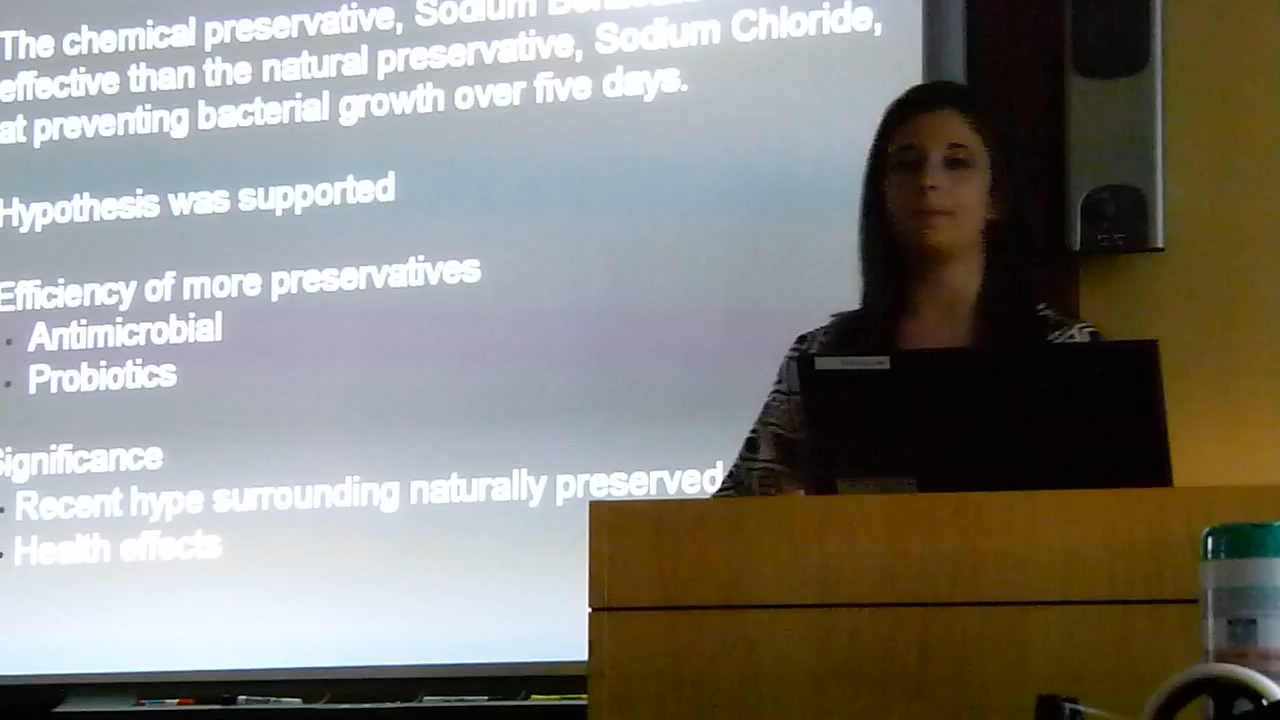 The chemical preservative, Sodium
effective than the natural preservative, Sodium Chloride,
at preventing bacterial growth over five days.
Hypothesis was supported
Efficiency of more preservatives
Antimicrobial
Probiotics
Significance
Recent hype surrounding naturally preserved
Health effects